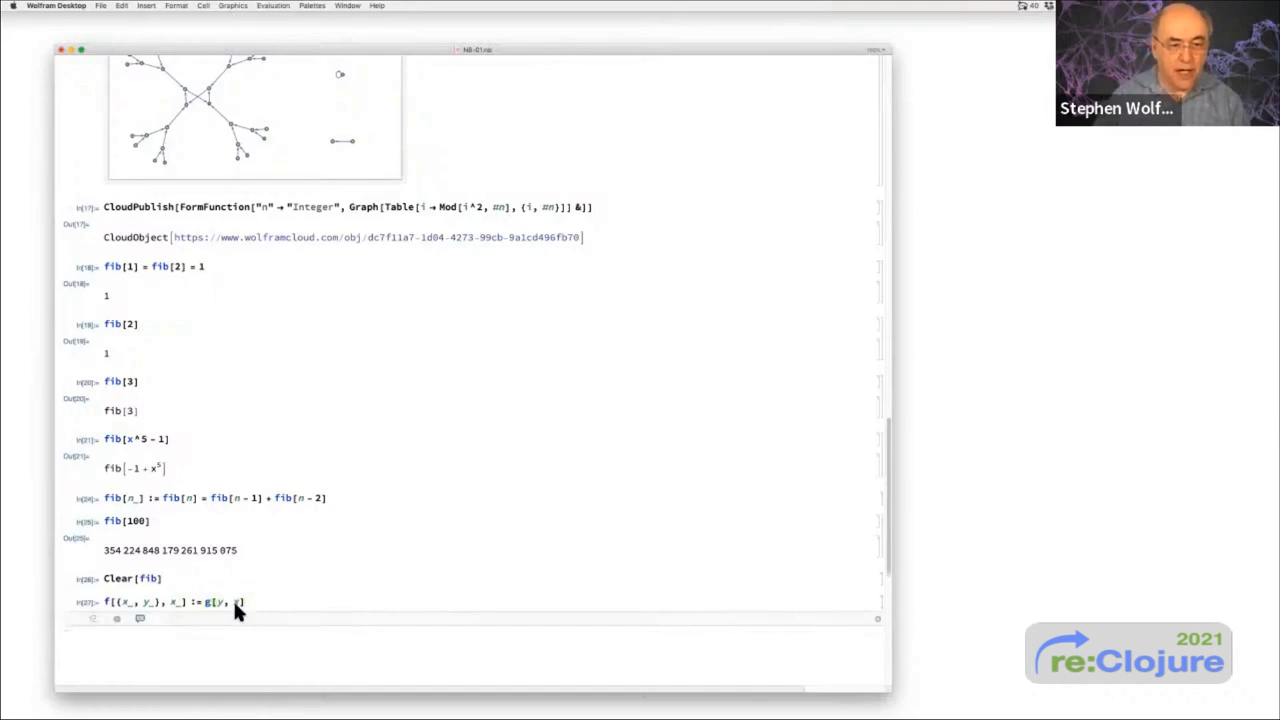 Wolfram Desktop File Edit Insert Format Cell Graphics Evaluation Palettes Window Help
40
NB-01.nb
Stephen Wolf...
In[17]:= CloudPublish[FormFunction["n" → "Integer", Graph[Table[i → Mod[i^2, #n], {i, #n}]] &]]
Out[17]=
CloudObject[https://www.wolframcloud.com/obj/dc7f11a7-1d04-4273-99cb-9a1cd496fb70]
In[18]:= fib[1] = fib[2] = 1
Out[18]=
1
In[19]:= fib[2]
Out[19]=
1
In[20]:= fib[3]
Out[20]=
fib[3]
In[21]:= fib[x^5 - 1]
Out[21]=
fib[-1 + x⁵]
In[24]:= fib[n_] := fib[n] = fib[n - 1] + fib[n - 2]
In[25]:= fib[100]
Out[25]=
354 224 848 179 261 915 075
In[26]:= Clear[fib]
In[27]:= f[{x_, y_}, x_] := g[y, ]
2021
re:Clojure